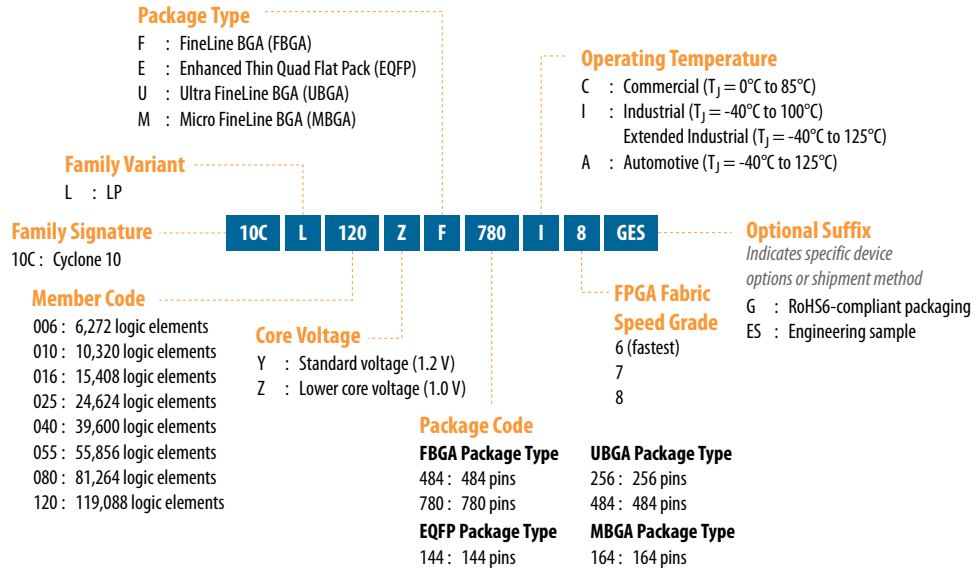 Package Type
F : FineLine BGA (FBGA)
E : Enhanced Thin Quad Flat Pack (EQFP)
U : Ultra FineLine BGA (UBGA)
M : Micro FineLine BGA (MBGA)
Operating Temperature
C : Commercial (TJ = 0°C to 85°C)
I : Industrial (TJ = -40°C to 100°C)
Extended Industrial (TJ = -40°C to 125°C)
A : Automotive (TJ = -40°C to 125°C)
Family Variant
L : LP
Family Signature
10C : Cyclone 10
10C L 120 Z F 780 I 8 GES
Optional Suffix
Indicates specific device
options or shipment method
G : RoHS6-compliant packaging
ES : Engineering sample
Member Code
006 : 6,272 logic elements
010 : 10,320 logic elements
016 : 15,408 logic elements
025 : 24,624 logic elements
040 : 39,600 logic elements
055 : 55,856 logic elements
080 : 81,264 logic elements
120 : 119,088 logic elements
Core Voltage
Y : Standard voltage (1.2 V)
Z : Lower core voltage (1.0 V)
FPGA Fabric
Speed Grade
6 (fastest)
7
8
Package Code
FBGA Package Type
484 : 484 pins
780 : 780 pins
EQFP Package Type
144 : 144 pins
UBGA Package Type
256 : 256 pins
484 : 484 pins
MBGA Package Type
164 : 164 pins